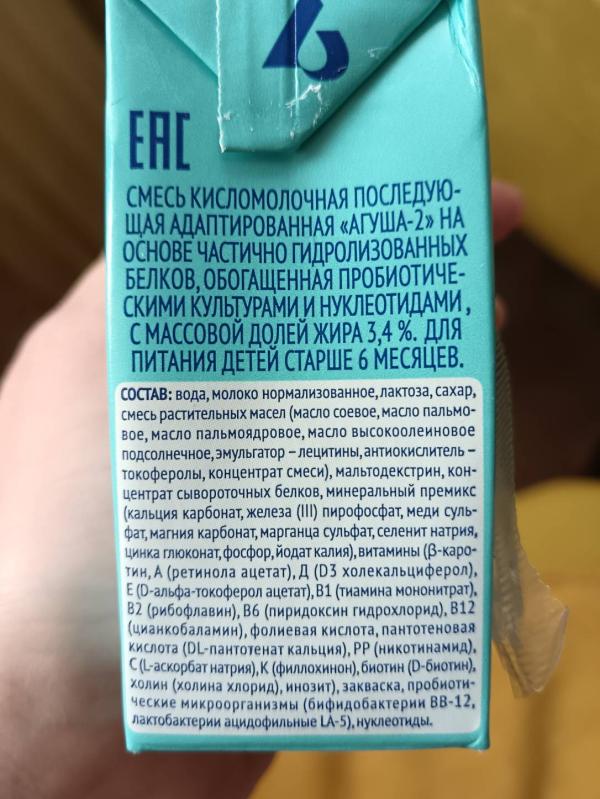 ЕАС
СМЕСЬ КИСЛОМОЛОЧНАЯ ПОСЛЕДУЮ-
ЩАЯ АДАПТИРОВАННАЯ «АГУША-2» НА
ОСНОВЕ ЧАСТИЧНО ГИДРОЛИЗОВАННЫХ
БЕЛКОВ, ОБОГАЩЕННАЯ ПРОБИОТИЧЕ-
СКИМИ КУЛЬТУРАМИ И НУКЛЕОТИДАМИ,
С МАССОВОЙ ДОЛЕЙ ЖИРА 3,4 %. ДЛЯ
ПИТАНИЯ ДЕТЕЙ СТАРШЕ 6 МЕСЯЦЕВ.
СОСТАВ: вода, молоко нормализованное, лактоза, сахар,
смесь растительных масел (масло соевое, масло пальмо-
вое, масло пальмоядровое, масло высокоолеиновое
подсолнечное, эмульгатор – лецитины, антиокислитель –
токоферолы, концентрат смеси), мальтодекстрин, кон-
центрат сывороточных белков, минеральный премикс
(кальция карбонат, железа (III) пирофосфат, меди суль-
фат, магния карбонат, марганца сульфат, селенит натрия,
цинка глюконат, фосфор, йодат калия), витамины (β-каро-
тин, А (ретинола ацетат), Д (D3 холекальциферол),
Е (D-альфа-токоферол ацетат), В1 (тиамина мононитрат),
В2 (рибофлавин), В6 (пиридоксин гидрохлорид), В12
(цианкобаламин), фолиевая кислота, пантотеновая
кислота (DL-пантотенат кальция), РР (никотинамид),
С (L-аскорбат натрия), К (филлохинон), биотин (D-биотин),
холин (холина хлорид), инозит), закваска, пробиоти-
ческие микроорганизмы (бифидобактерии ВВ-12,
лактобактерии ацидофильные LA-5), нуклеотиды.